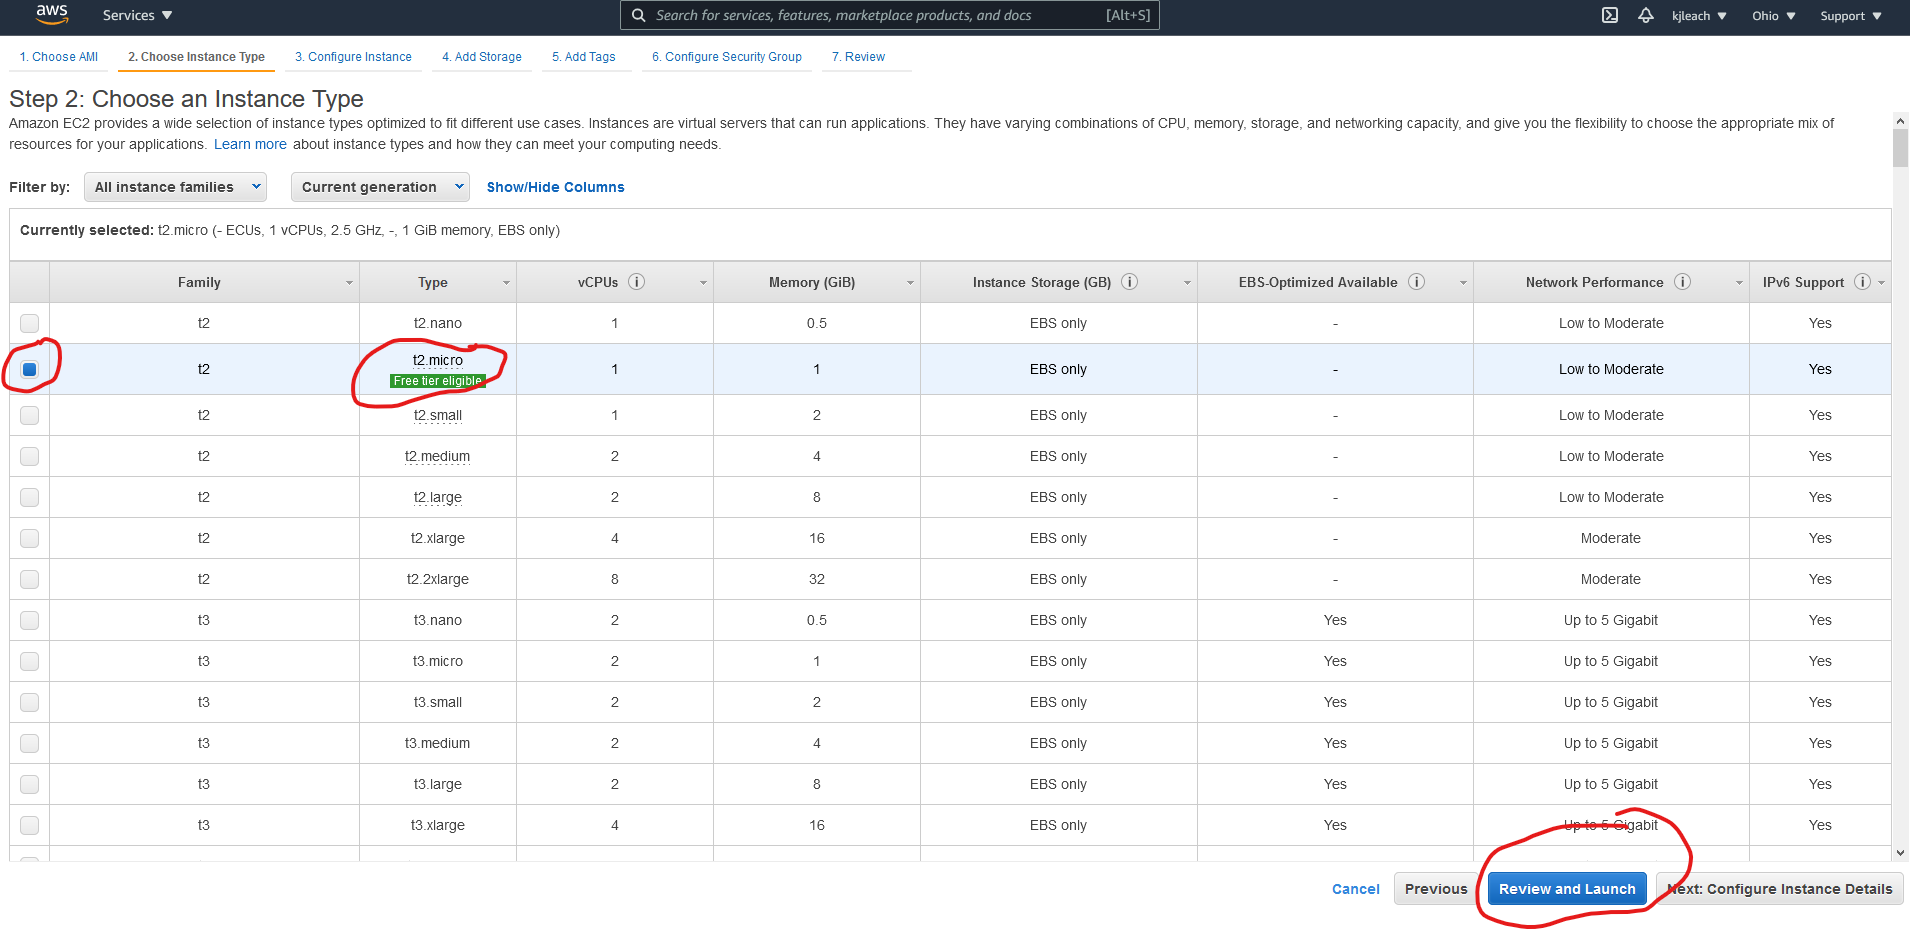 aws Services Search for services, features, marketplace products, and docs [Alt+S] kjleach Ohio Support
1. Choose AMI 2. Choose Instance Type 3. Configure Instance 4. Add Storage 5. Add Tags 6. Configure Security Group 7. Review
Step 2: Choose an Instance Type
Amazon EC2 provides a wide selection of instance types optimized to fit different use cases. Instances are virtual servers that can run applications. They have varying combinations of CPU, memory, storage, and networking capacity, and give you the flexibility to choose the appropriate mix of
resources for your applications. Learn more about instance types and how they can meet your computing needs.
Filter by: All instance families Current generation Show/Hide Columns
Currently selected: t2.micro (- ECUs, 1 vCPUs, 2.5 GHz, -, 1 GiB memory, EBS only)
Family Type vCPUs i Memory (GiB) Instance Storage (GB) i EBS-Optimized Available i Network Performance i IPv6 Support i
t2 t2.nano 1 0.5 EBS only - Low to Moderate Yes
t2 t2.micro 1 1 EBS only - Low to Moderate Yes
Free tier eligible
t2 t2.small 1 2 EBS only - Low to Moderate Yes
t2 t2.medium 2 4 EBS only - Low to Moderate Yes
t2 t2.large 2 8 EBS only - Low to Moderate Yes
t2 t2.xlarge 4 16 EBS only - Moderate Yes
t2 t2.2xlarge 8 32 EBS only - Moderate Yes
t3 t3.nano 2 0.5 EBS only Yes Up to 5 Gigabit Yes
t3 t3.micro 2 1 EBS only Yes Up to 5 Gigabit Yes
t3 t3.small 2 2 EBS only Yes Up to 5 Gigabit Yes
t3 t3.medium 2 4 EBS only Yes Up to 5 Gigabit Yes
t3 t3.large 2 8 EBS only Yes Up to 5 Gigabit Yes
t3 t3.xlarge 4 16 EBS only Yes Up to 5 Gigabit Yes
Cancel Previous Review and Launch Next: Configure Instance Details